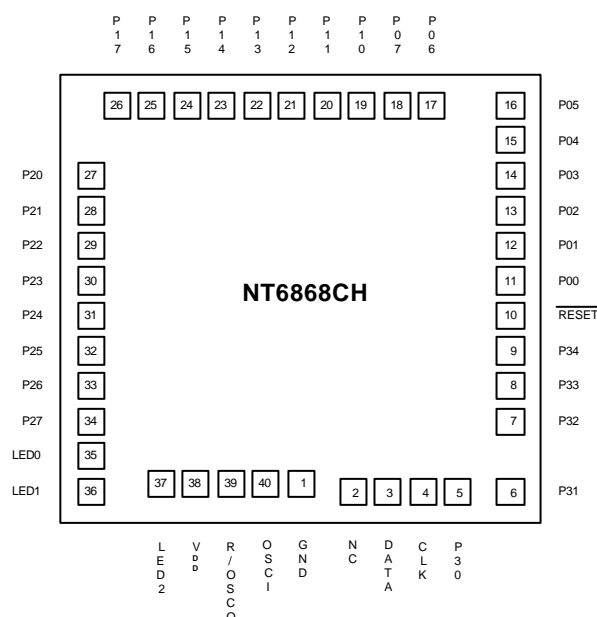 P17 P16 P15 P14 P13 P12 P11 P10 P07 P06
26 25 24 23 22 21 20 19 18 17 16 P05
15 P04
P20 27 14 P03
P21 28 13 P02
P22 29 12 P01
P23 30 NT6868CH 11 P00
P24 31 10 RESET
P25 32 9 P34
P26 33 8 P33
P27 34 7 P32
LED0 35
LED1 36 37 38 39 40 1 2 3 4 5 6 P31
LED2 VDD R/OSCO OSCI GND NC DATA CLK P30